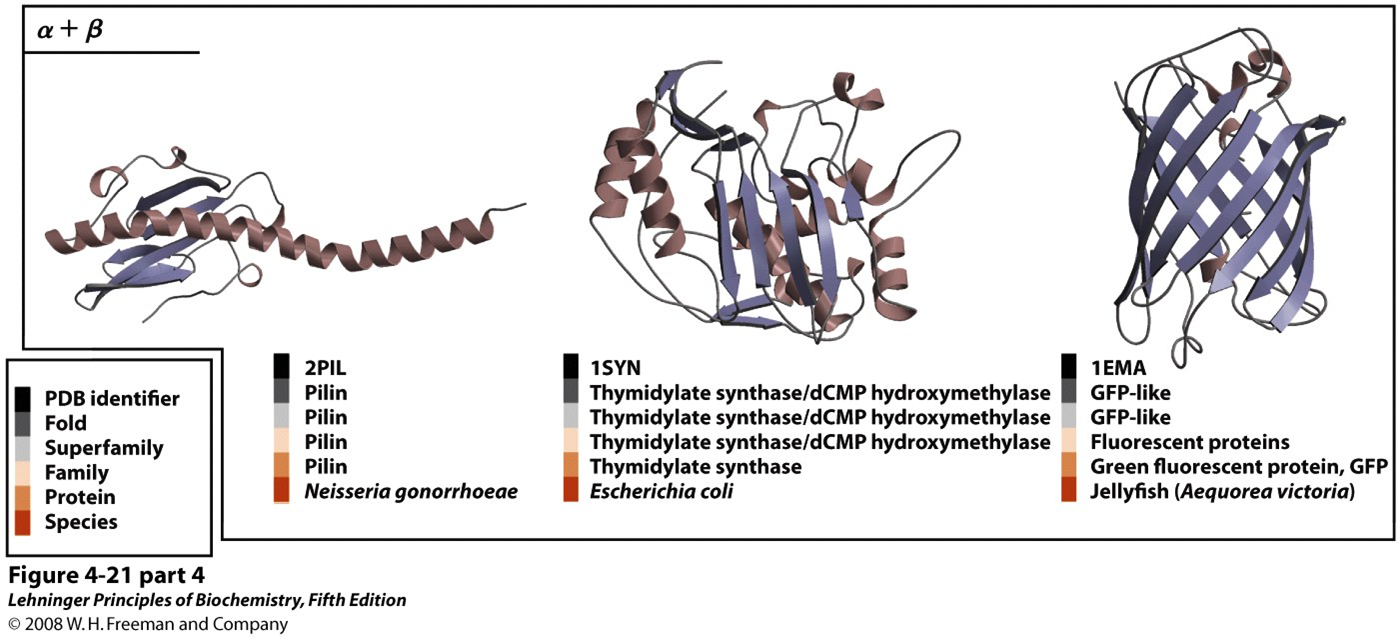 α + β
PDB identifier
Fold
Superfamily
Family
Protein
Species
2PIL
Pilin
Pilin
Pilin
Pilin
Neisseria gonorrhoeae
1SYN
Thymidylate synthase/dCMP hydroxymethylase
Thymidylate synthase/dCMP hydroxymethylase
Thymidylate synthase/dCMP hydroxymethylase
Thymidylate synthase
Escherichia coli
1EMA
GFP-like
GFP-like
Fluorescent proteins
Green fluorescent protein, GFP
Jellyfish (Aequorea victoria)
Figure 4-21 part 4
Lehninger Principles of Biochemistry, Fifth Edition
© 2008 W. H. Freeman and Company